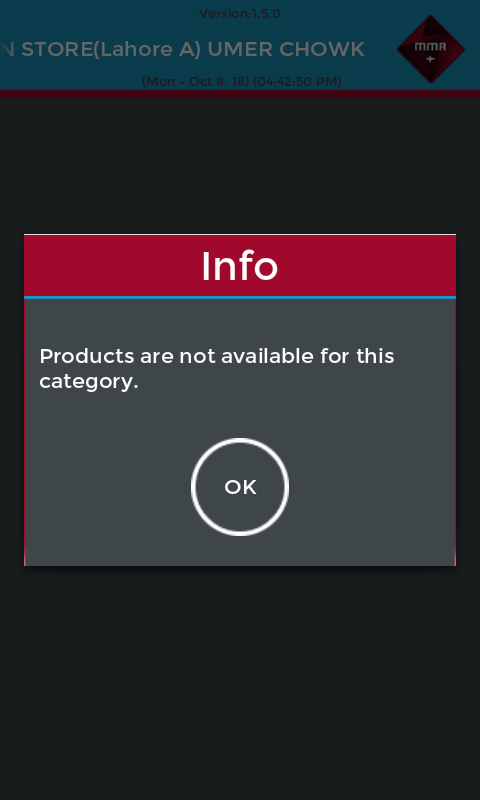 Version:1.5.0
N STORE(Lahore A) UMER CHOWK
MMA
+
(Mon - Oct 8, 18) (04:42:50 PM)
Info
Products are not available for this
category.
OK